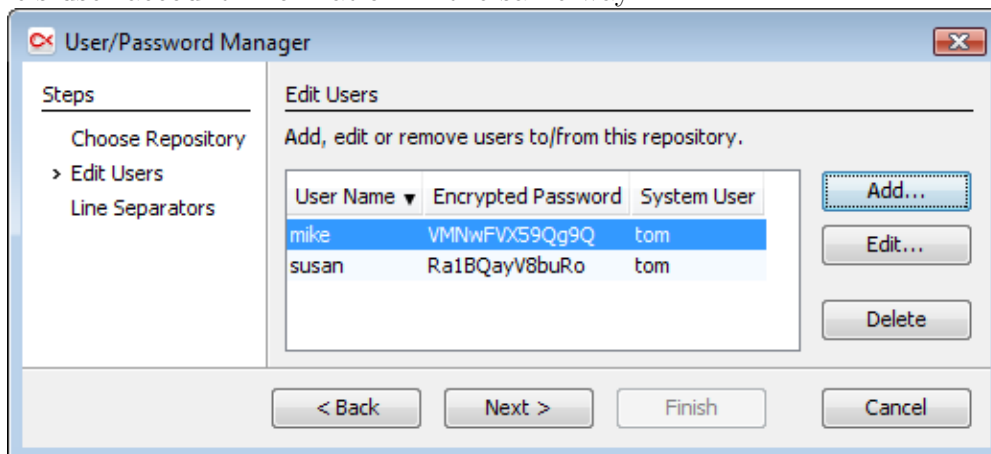 User/Password Manager
Steps
Choose Repository
> Edit Users
Line Separators
Edit Users
Add, edit or remove users to/from this repository.
User Name ▼ Encrypted Password System User
mike VMNwFVX59Qg9Q tom
susan Ra1BQayV8buRo tom
Add...
Edit...
Delete
< Back Next > Finish Cancel